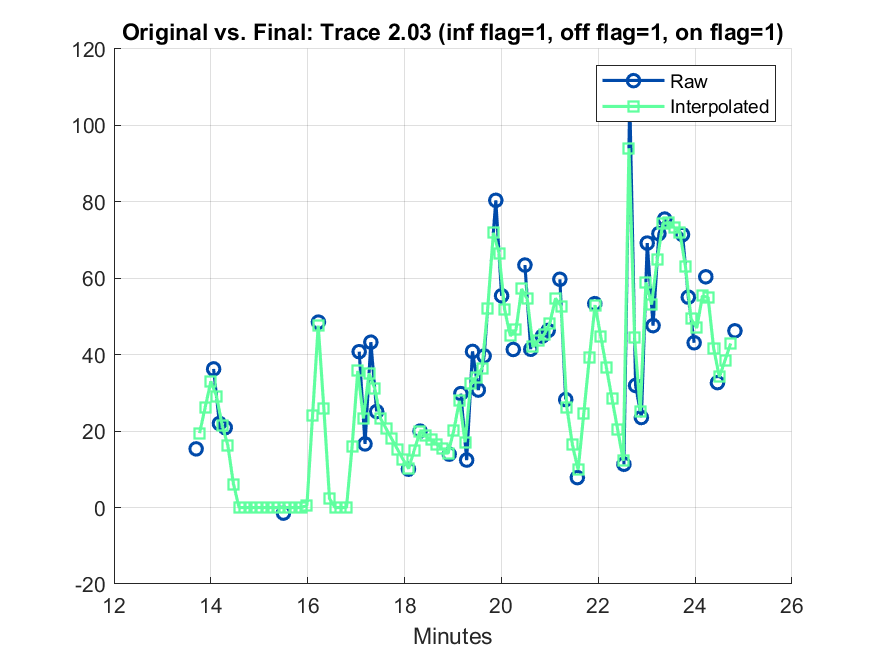 Original vs. Final: Trace 2.03 (inf flag=1, off flag=1, on flag=1)
120
100
80
60
40
20
0
-20
Raw
Interpolated
12 14 16 18 20 22 24 26
Minutes